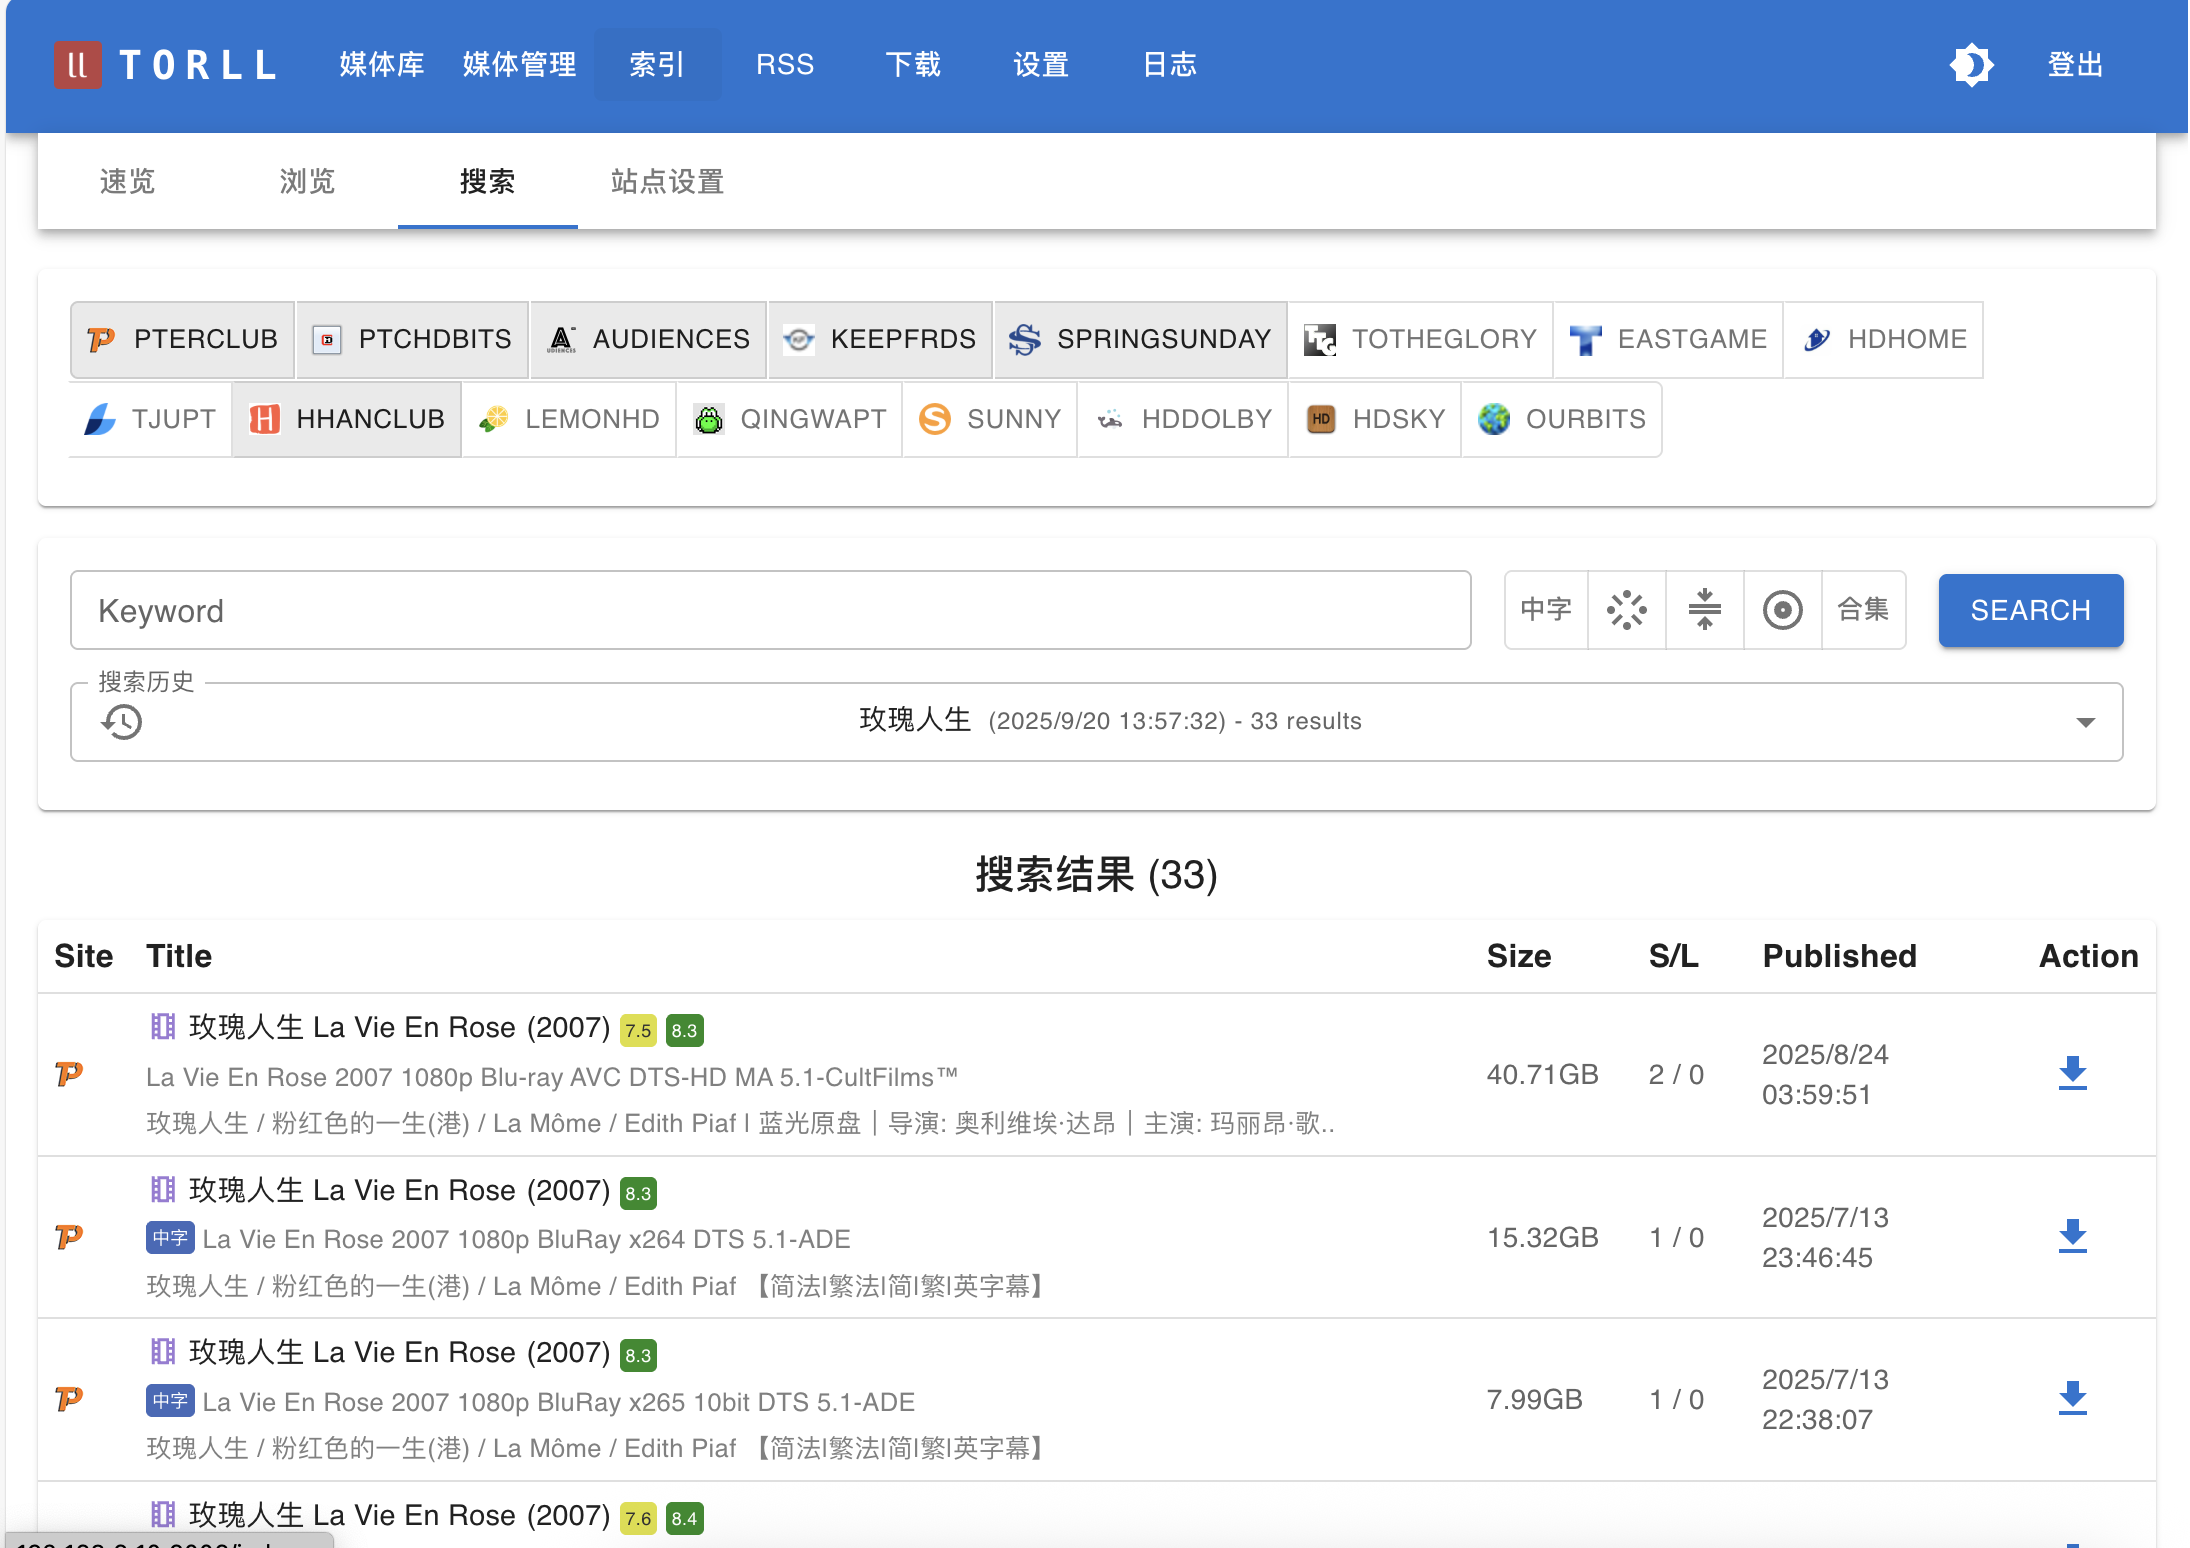 ll TORLL 媒体库 媒体管理 索引 RSS 下载 设置 日志 登出
速览 浏览 搜索 站点设置
PTERCLUB PTCHDBITS AUDIENCES KEEPFRDS SPRINGSUNDAY TOTHEGLORY EASTGAME HDHOME
TJUPT HHANCLUB LEMONHD QINGWAPT SUNNY HDDOLBY HD HDSKY OURBITS
Keyword 中字 合集 SEARCH
搜索历史
玫瑰人生 (2025/9/20 13:57:32) - 33 results
搜索结果 (33)
Site Title Size S/L Published Action
玫瑰人生 La Vie En Rose (2007) 7.5 8.3
La Vie En Rose 2007 1080p Blu-ray AVC DTS-HD MA 5.1-CultFilms™
玫瑰人生 / 粉红色的一生(港) / La Môme / Edith Piaf | 蓝光原盘｜导演: 奥利维埃·达昂｜主演: 玛丽昂·歌..
40.71GB 2 / 0 2025/8/24
03:59:51
玫瑰人生 La Vie En Rose (2007) 8.3
中字 La Vie En Rose 2007 1080p BluRay x264 DTS 5.1-ADE
玫瑰人生 / 粉红色的一生(港) / La Môme / Edith Piaf 【简法|繁法|简|繁|英字幕】
15.32GB 1 / 0 2025/7/13
23:46:45
玫瑰人生 La Vie En Rose (2007) 8.3
中字 La Vie En Rose 2007 1080p BluRay x265 10bit DTS 5.1-ADE
玫瑰人生 / 粉红色的一生(港) / La Môme / Edith Piaf 【简法|繁法|简|繁|英字幕】
7.99GB 1 / 0 2025/7/13
22:38:07
玫瑰人生 La Vie En Rose (2007) 7.6 8.4